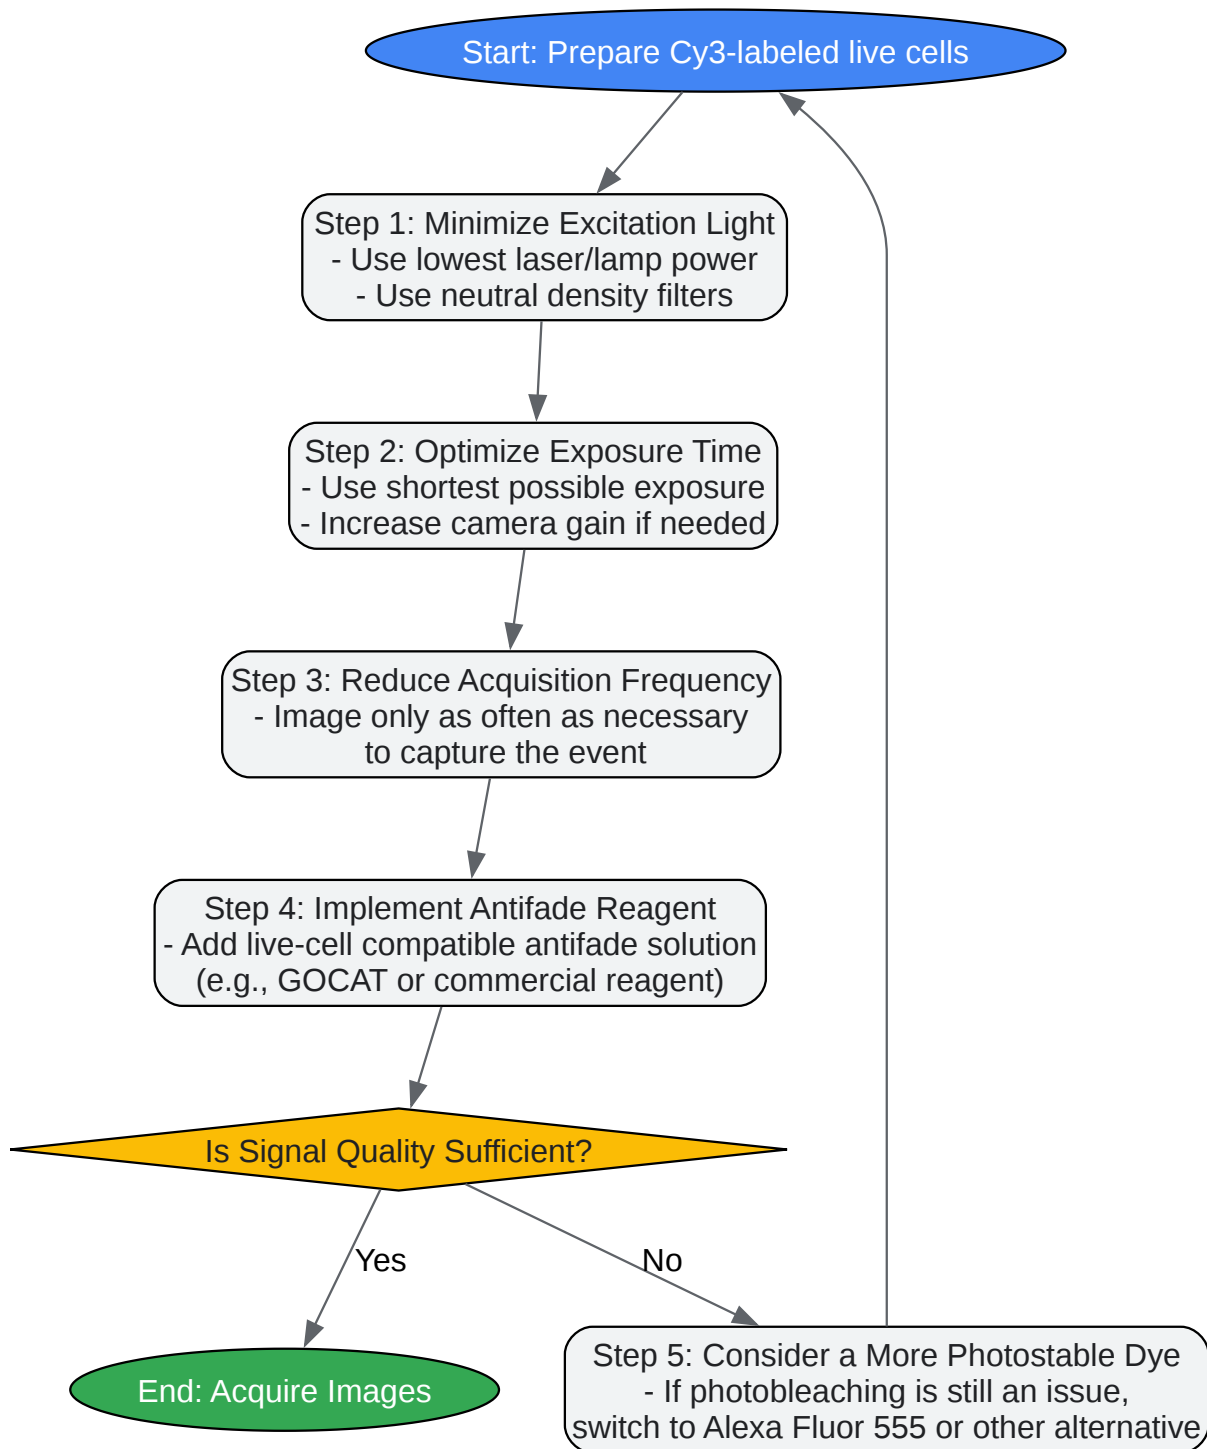 Start: Prepare Cy3-labeled live cells
Step 1: Minimize Excitation Light
- Use lowest laser/lamp power
- Use neutral density filters
Step 2: Optimize Exposure Time
- Use shortest possible exposure
- Increase camera gain if needed
Step 3: Reduce Acquisition Frequency
- Image only as often as necessary
to capture the event
Step 4: Implement Antifade Reagent
- Add live-cell compatible antifade solution
(e.g., GOCAT or commercial reagent)
Is Signal Quality Sufficient?
Yes
No
End: Acquire Images
Step 5: Consider a More Photostable Dye
- If photobleaching is still an issue,
switch to Alexa Fluor 555 or other alternative